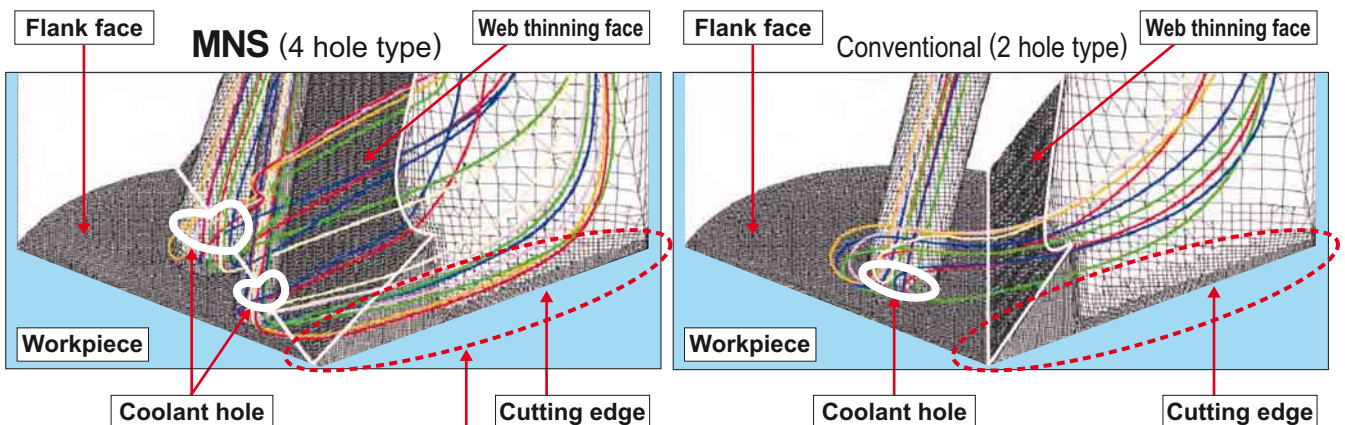 Flank face
MNS (4 hole type)
Web thinning face
Workpiece
Coolant hole
Cutting edge
Flank face
Conventional (2 hole type)
Web thinning face
Workpiece
Coolant hole
Cutting edge